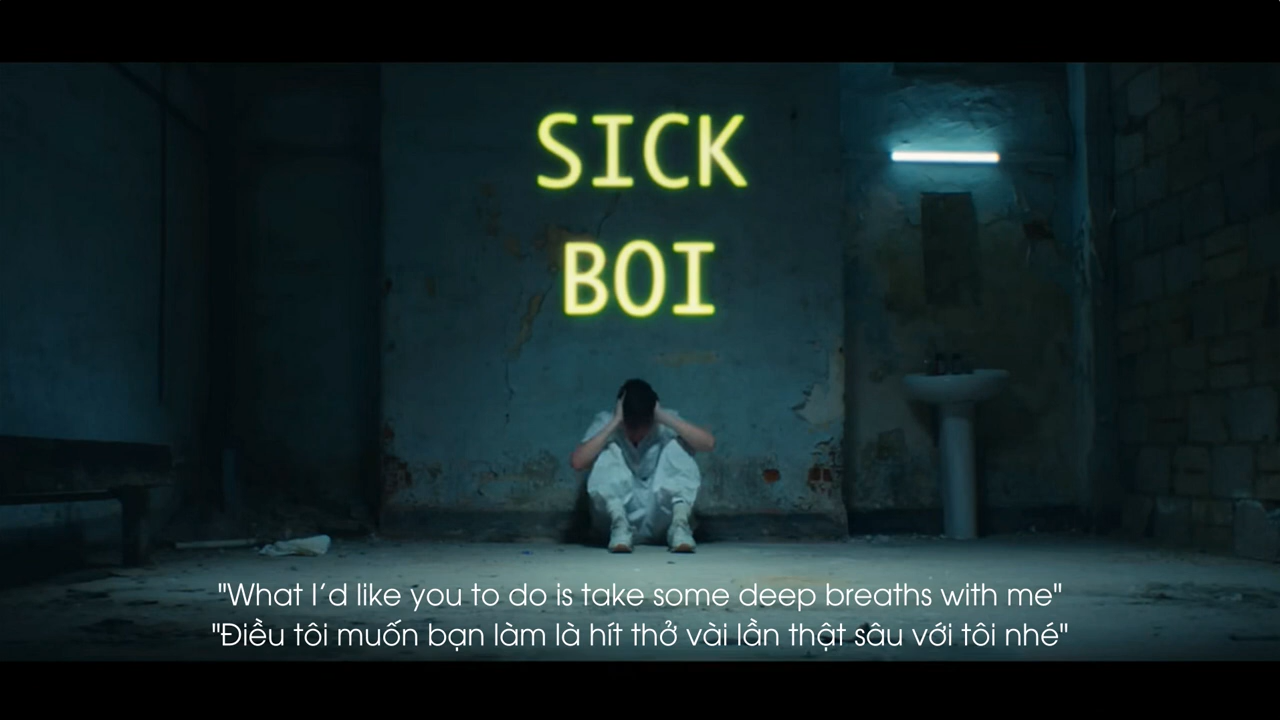 SICK
BOI
"What I'd like you to do is take some deep breaths with me"
"Điều tôi muốn bạn làm là hít thở vài lần thật sâu với tôi nhé"